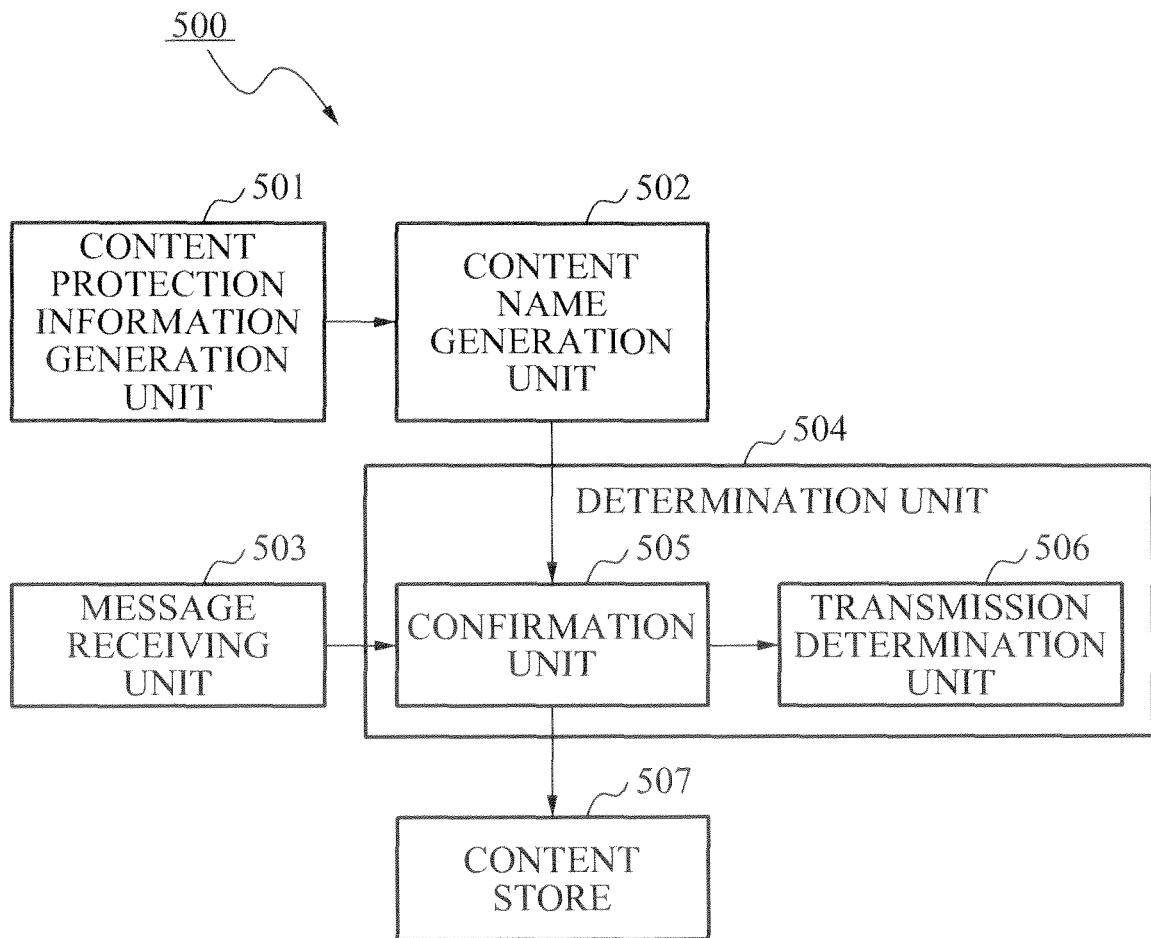 500
501
CONTENT
PROTECTION
INFORMATION
GENERATION
UNIT
502
CONTENT
NAME
GENERATION
UNIT
504
DETERMINATION UNIT
503
MESSAGE
RECEIVING
UNIT
505
CONFIRMATION
UNIT
506
TRANSMISSION
DETERMINATION
UNIT
507
CONTENT
STORE